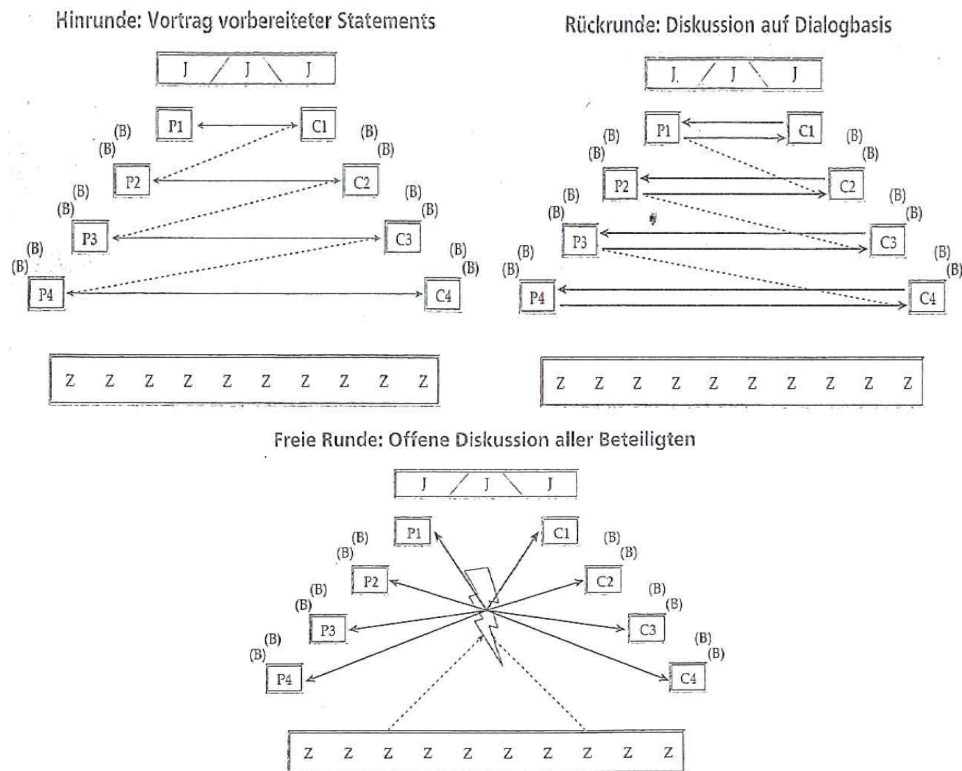 Hinrunde: Vortrag vorbereiteter Statements
J J J
P1 C1
(B) (B)
(B) P2 C2 (B)
(B) (B)
(B) P3 C3 (B)
(B) (B)
(B) P4 C4 (B)
Z Z Z Z Z Z Z Z Z Z
Rückrunde: Diskussion auf Dialogbasis
J J J
P1 C1
(B) (B)
(B) P2 C2 (B)
(B) (B)
(B) P3 C3 (B)
(B) (B)
(B) P4 C4 (B)
Z Z Z Z Z Z Z Z Z Z
Freie Runde: Offene Diskussion aller Beteiligten
J J J
P1 C1
(B) (B)
(B) P2 C2 (B)
(B) (B)
(B) P3 C3 (B)
(B) (B)
(B) P4 C4 (B)
Z Z Z Z Z Z Z Z Z Z